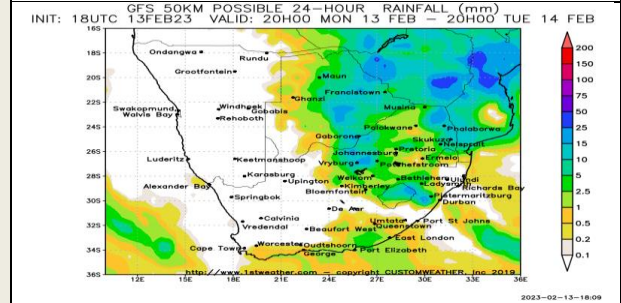 GFS 50KM POSSIBLE 24-HOUR RAINFALL (mm)
INIT: 18UTC 13FEB23 VALID: 20H00 MON 13 FEB - 20H00 TUE 14 FEB
16S
18S
20S
22S
24S
26S
28S
30S
32S
34S
36S
Ondangwa
Rundu
Grootfontein
Maun
Francistown
Ghanzi
Swakopmund
Windhoek
Gobabis
Musina
Walvis Bay
Rehoboth
Polokwane
Phalaborwa
Gaborone
Skukuza
Nelspruit
Johannesburg
Pretoria
Ermelo
Luderitz
Keetmanshoop
Vryburg
Potchefstroom
Karasburg
Upington
Welkom
Bethlehem
Ulundi
Alexander Bay
Kimberley
Ladysmith
Richards Bay
Springbok
Bloemfontein
Pietermaritzburg
Durban
De Aar
Calvinia
Umtata
Port St Johns
Vredendal
Beaufort West
Queenstown
East London
Cape Town
Worcester
Oudtshoorn
George
Port Elizabeth
http://www.1stweather.com - copyright CUSTOMWEATHER, Inc 2019
12E 15E 18E 21E 24E 27E 30E 33E 36E
200
150
100
75
50
25
20
15
10
5
2.5
1
0.5
0.2
0.1
2023-02-13-18:09